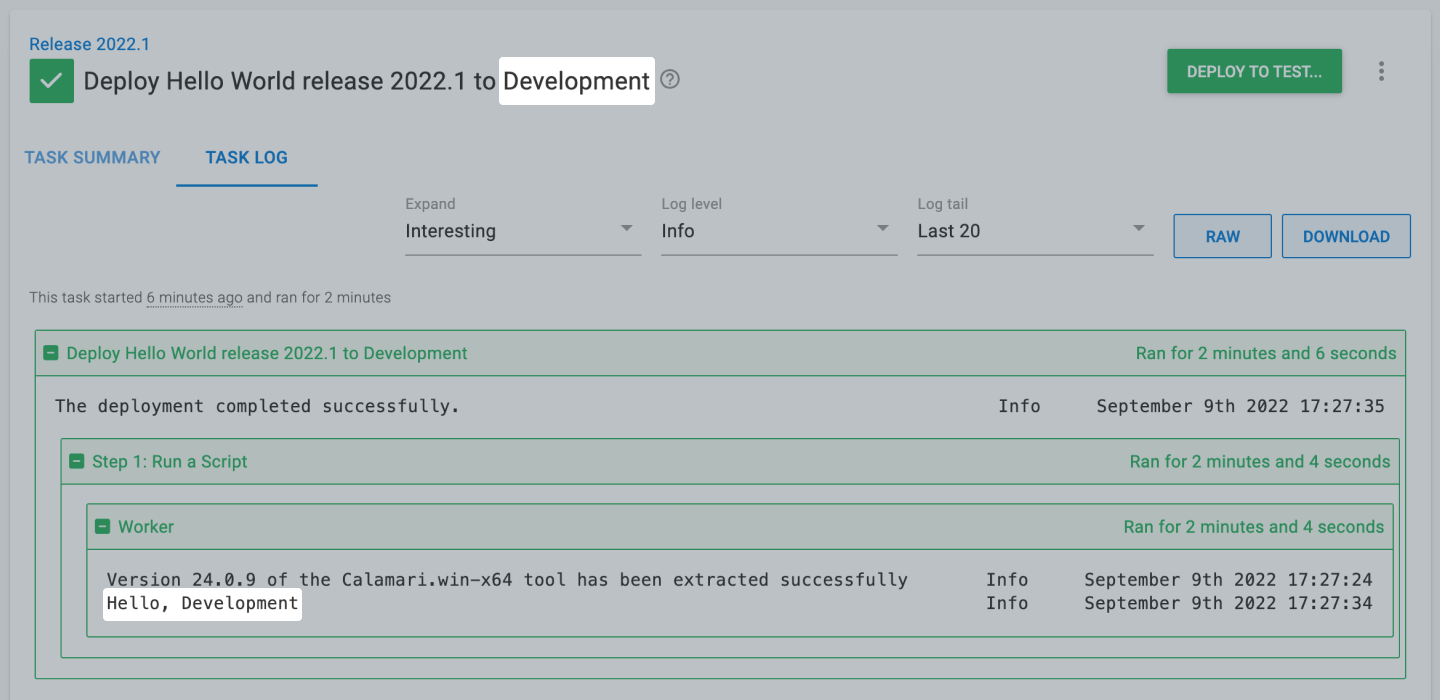 Release 2022.1
Deploy Hello World release 2022.1 to Development ?
DEPLOY TO TEST...
TASK SUMMARY TASK LOG
Expand Log level Log tail
Interesting Info Last 20
RAW DOWNLOAD
This task started 6 minutes ago and ran for 2 minutes
Deploy Hello World release 2022.1 to Development Ran for 2 minutes and 6 seconds
The deployment completed successfully. Info September 9th 2022 17:27:35
Step 1: Run a Script Ran for 2 minutes and 4 seconds
Worker Ran for 2 minutes and 4 seconds
Version 24.0.9 of the Calamari.win-x64 tool has been extracted successfully Info September 9th 2022 17:27:24
Hello, Development Info September 9th 2022 17:27:34